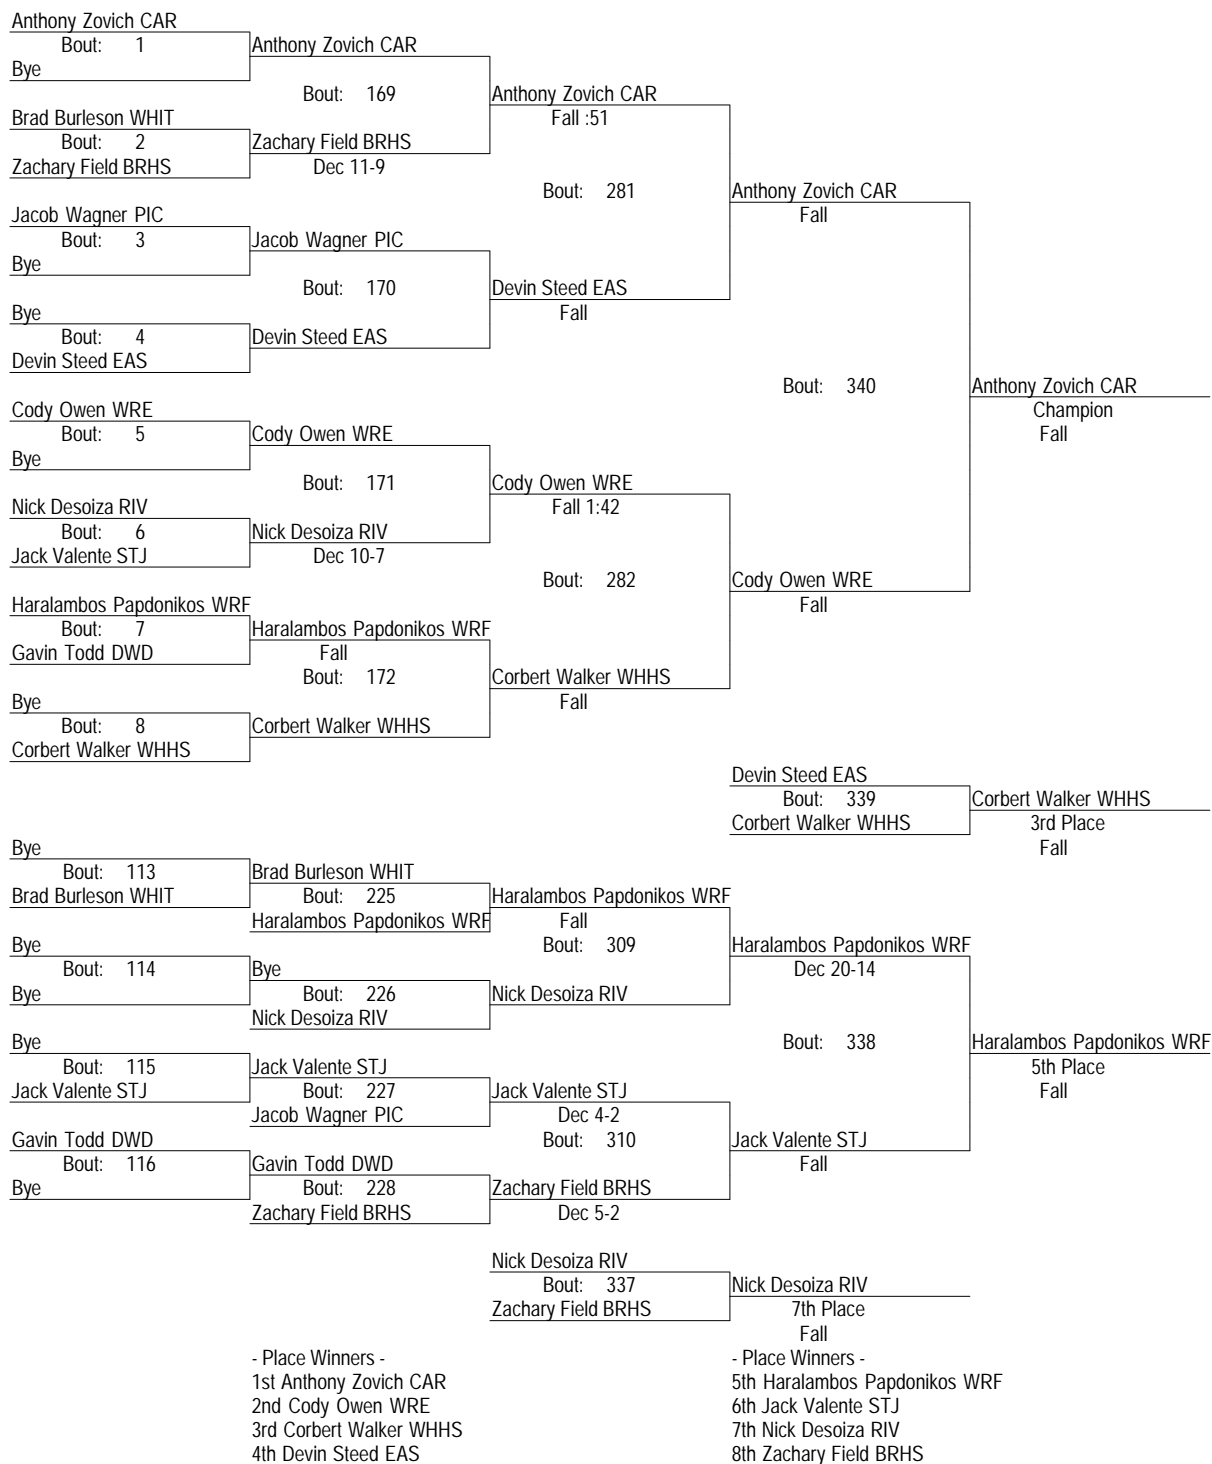 Anthony Zovich CAR
Bout: 1
Anthony Zovich CAR
Bye
Bout: 169
Anthony Zovich CAR
Brad Burleson WHIT
Fall :51
Bout: 2
Zachary Field BRHS
Zachary Field BRHS
Dec 11-9
Bout: 281
Anthony Zovich CAR
Jacob Wagner PIC
Fall
Bout: 3
Jacob Wagner PIC
Bye
Bout: 170
Devin Steed EAS
Bye
Fall
Bout: 4
Devin Steed EAS
Devin Steed EAS
Bout: 340
Anthony Zovich CAR
Cody Owen WRE
Champion
Bout: 5
Cody Owen WRE
Fall
Bye
Bout: 171
Cody Owen WRE
Nick Desoiza RIV
Fall 1:42
Bout: 6
Nick Desoiza RIV
Jack Valente STJ
Dec 10-7
Bout: 282
Cody Owen WRE
Haralambos Papdonikos WRF
Fall
Bout: 7
Haralambos Papdonikos WRF
Gavin Todd DWD
Fall
Bout: 172
Corbert Walker WHHS
Bye
Fall
Bout: 8
Corbert Walker WHHS
Corbert Walker WHHS
Devin Steed EAS
Bout: 339
Corbert Walker WHHS
Corbert Walker WHHS
3rd Place
Fall
Bye
Bout: 113
Brad Burleson WHIT
Brad Burleson WHIT
Bout: 225
Haralambos Papdonikos WRF
Haralambos Papdonikos WRF
Fall
Bye
Bout: 309
Haralambos Papdonikos WRF
Bout: 114
Bye
Dec 20-14
Bye
Bout: 226
Nick Desoiza RIV
Nick Desoiza RIV
Bye
Bout: 338
Haralambos Papdonikos WRF
Bout: 115
Jack Valente STJ
5th Place
Jack Valente STJ
Bout: 227
Jack Valente STJ
Fall
Jacob Wagner PIC
Dec 4-2
Gavin Todd DWD
Bout: 310
Jack Valente STJ
Bout: 116
Gavin Todd DWD
Fall
Bye
Bout: 228
Zachary Field BRHS
Zachary Field BRHS
Dec 5-2
Nick Desoiza RIV
Bout: 337
Nick Desoiza RIV
Zachary Field BRHS
7th Place
Fall
- Place Winners -
1st Anthony Zovich CAR
2nd Cody Owen WRE
3rd Corbert Walker WHHS
4th Devin Steed EAS
- Place Winners -
5th Haralambos Papdonikos WRF
6th Jack Valente STJ
7th Nick Desoiza RIV
8th Zachary Field BRHS